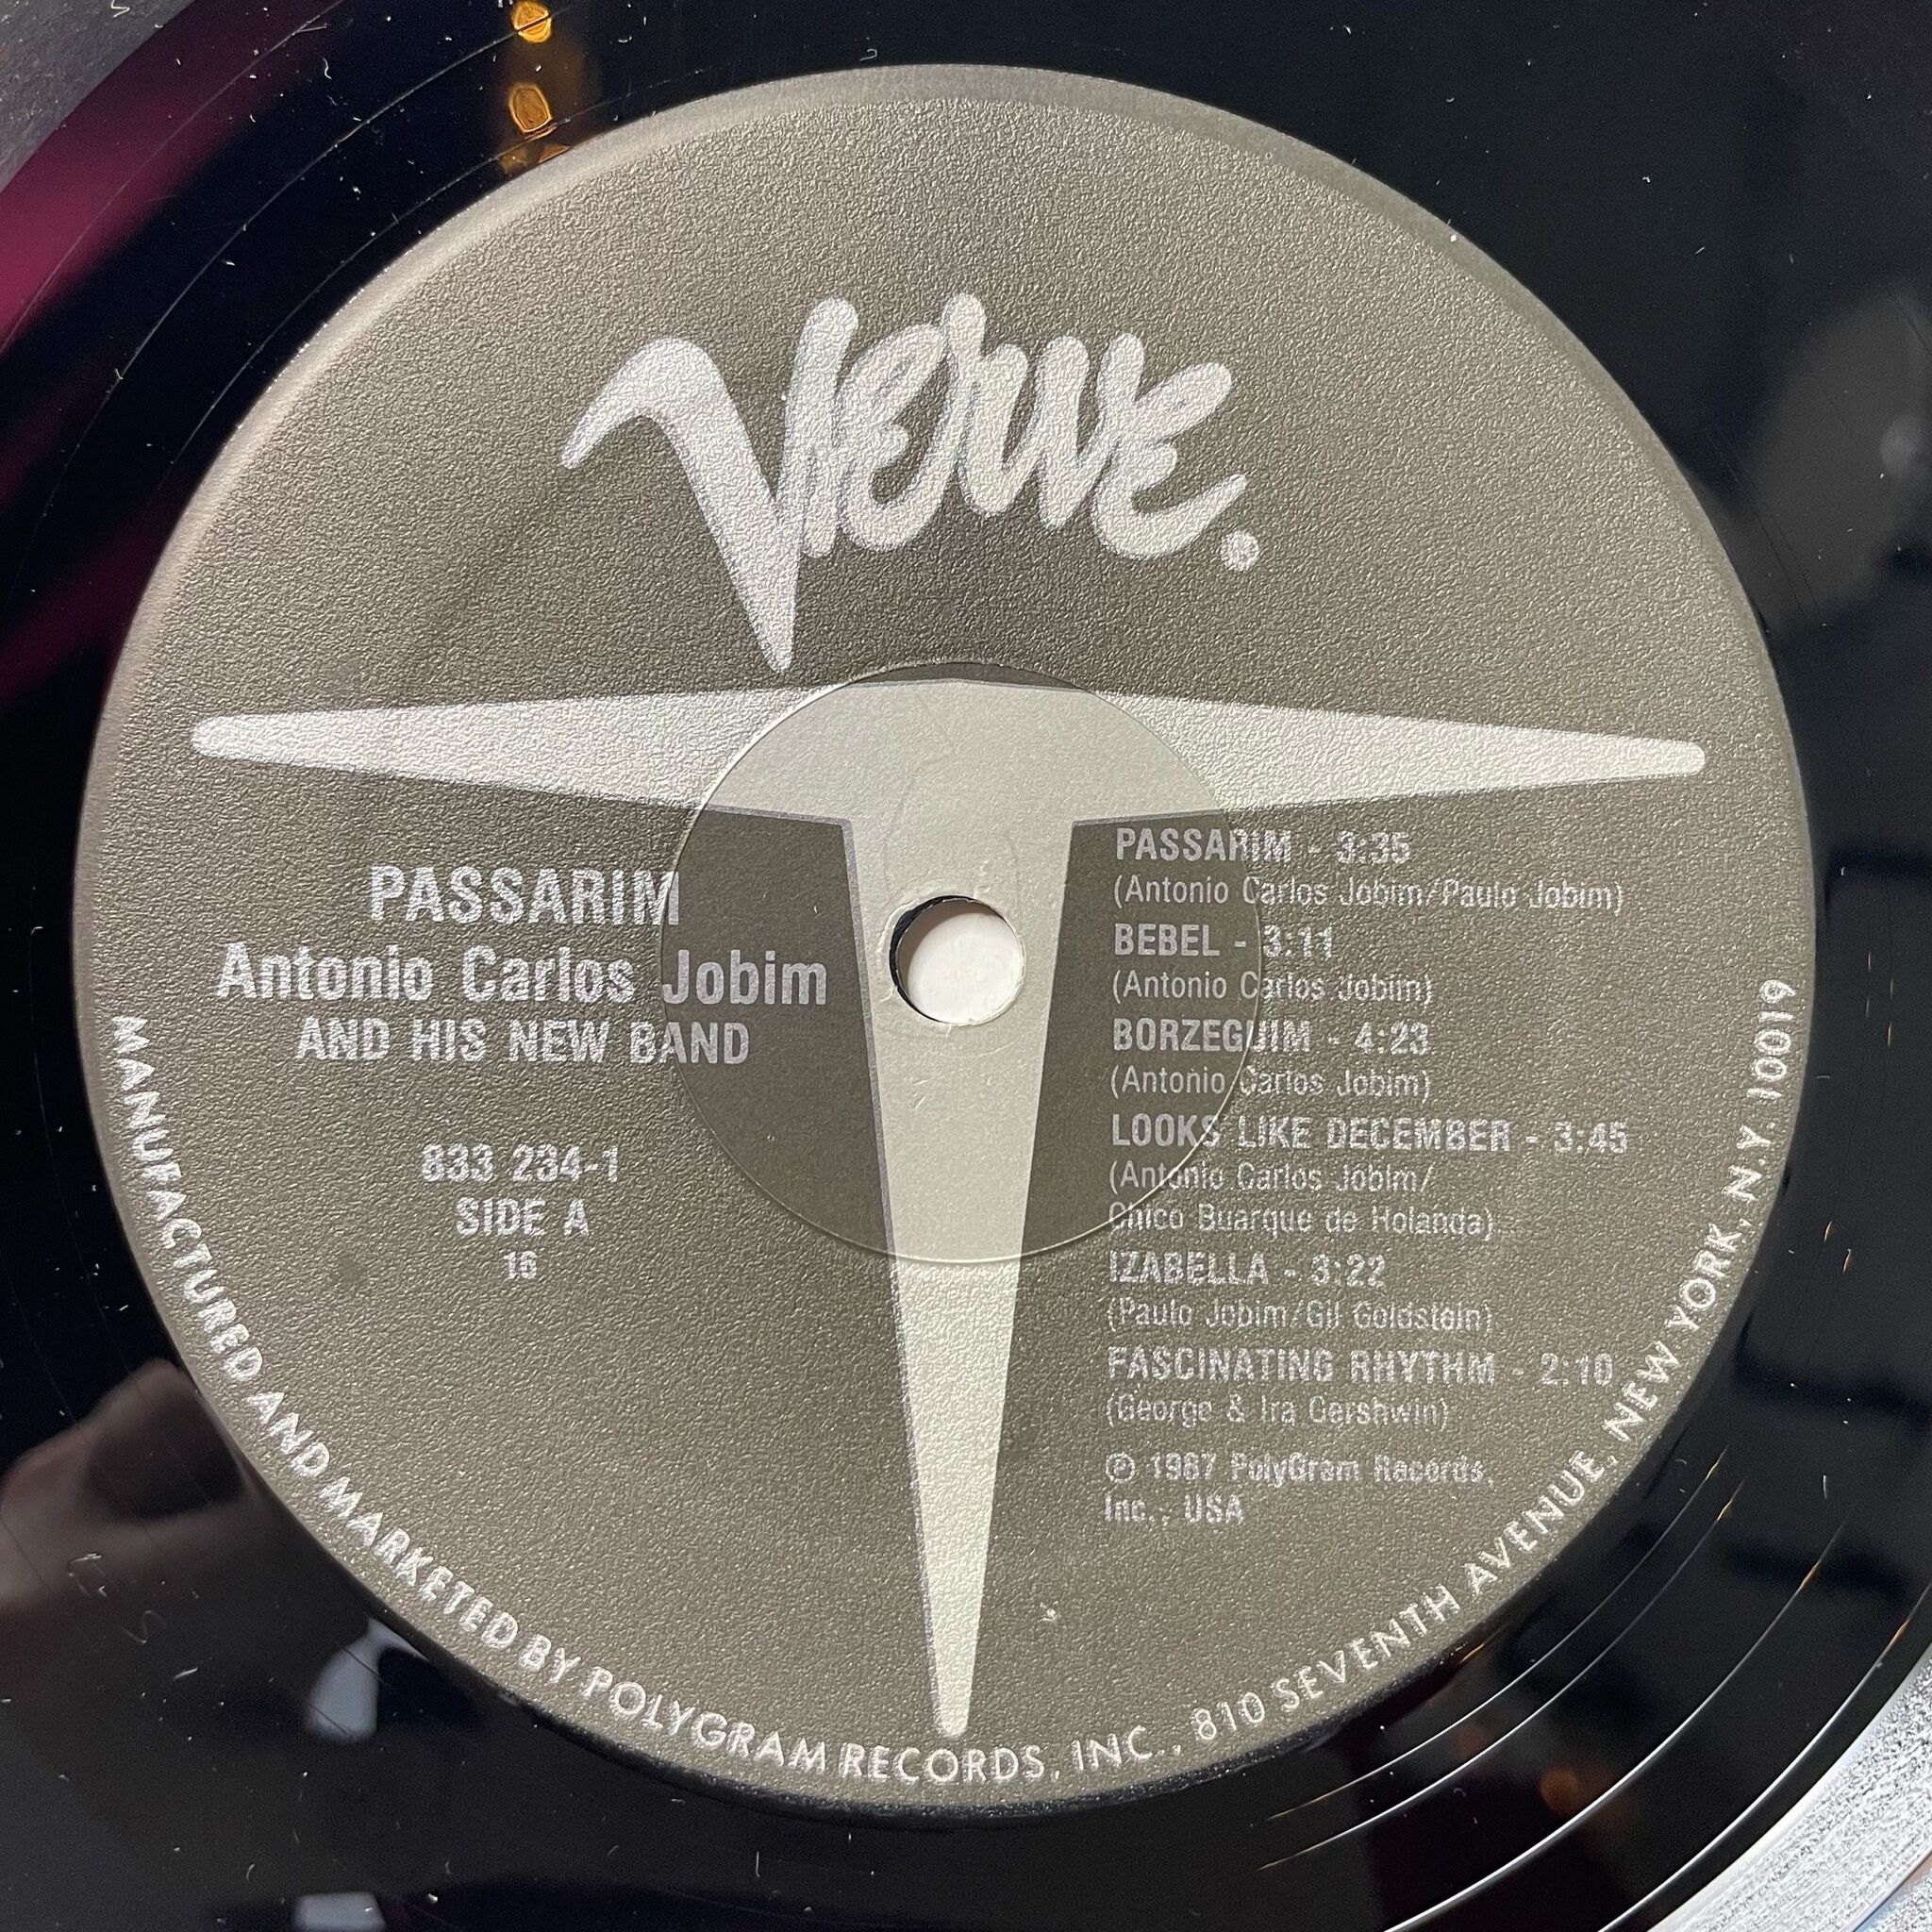 Verve.
PASSARIM
Antonio Carlos Jobim
AND HIS NEW BAND
833 234-1
SIDE A
16
PASSARIM - 3:35
(Antonio Carlos Jobim/Paulo Jobim)
BEBEL - 3:11
(Antonio Carlos Jobim)
BORZEGUIM - 4:23
(Antonio Carlos Jobim)
LOOKS LIKE DECEMBER - 3:45
(Antonio Carlos Jobim/
Chico Buarque de Holanda)
IZABELLA - 3:22
(Paulo Jobim/Gil Goldstein)
FASCINATING RHYTHM - 2:10
(George & Ira Gershwin)
℗ 1987 PolyGram Records,
Inc., USA
MANUFACTURED AND MARKETED BY POLYGRAM RECORDS, INC., 810 SEVENTH AVENUE, NEW YORK, N.Y. 10019